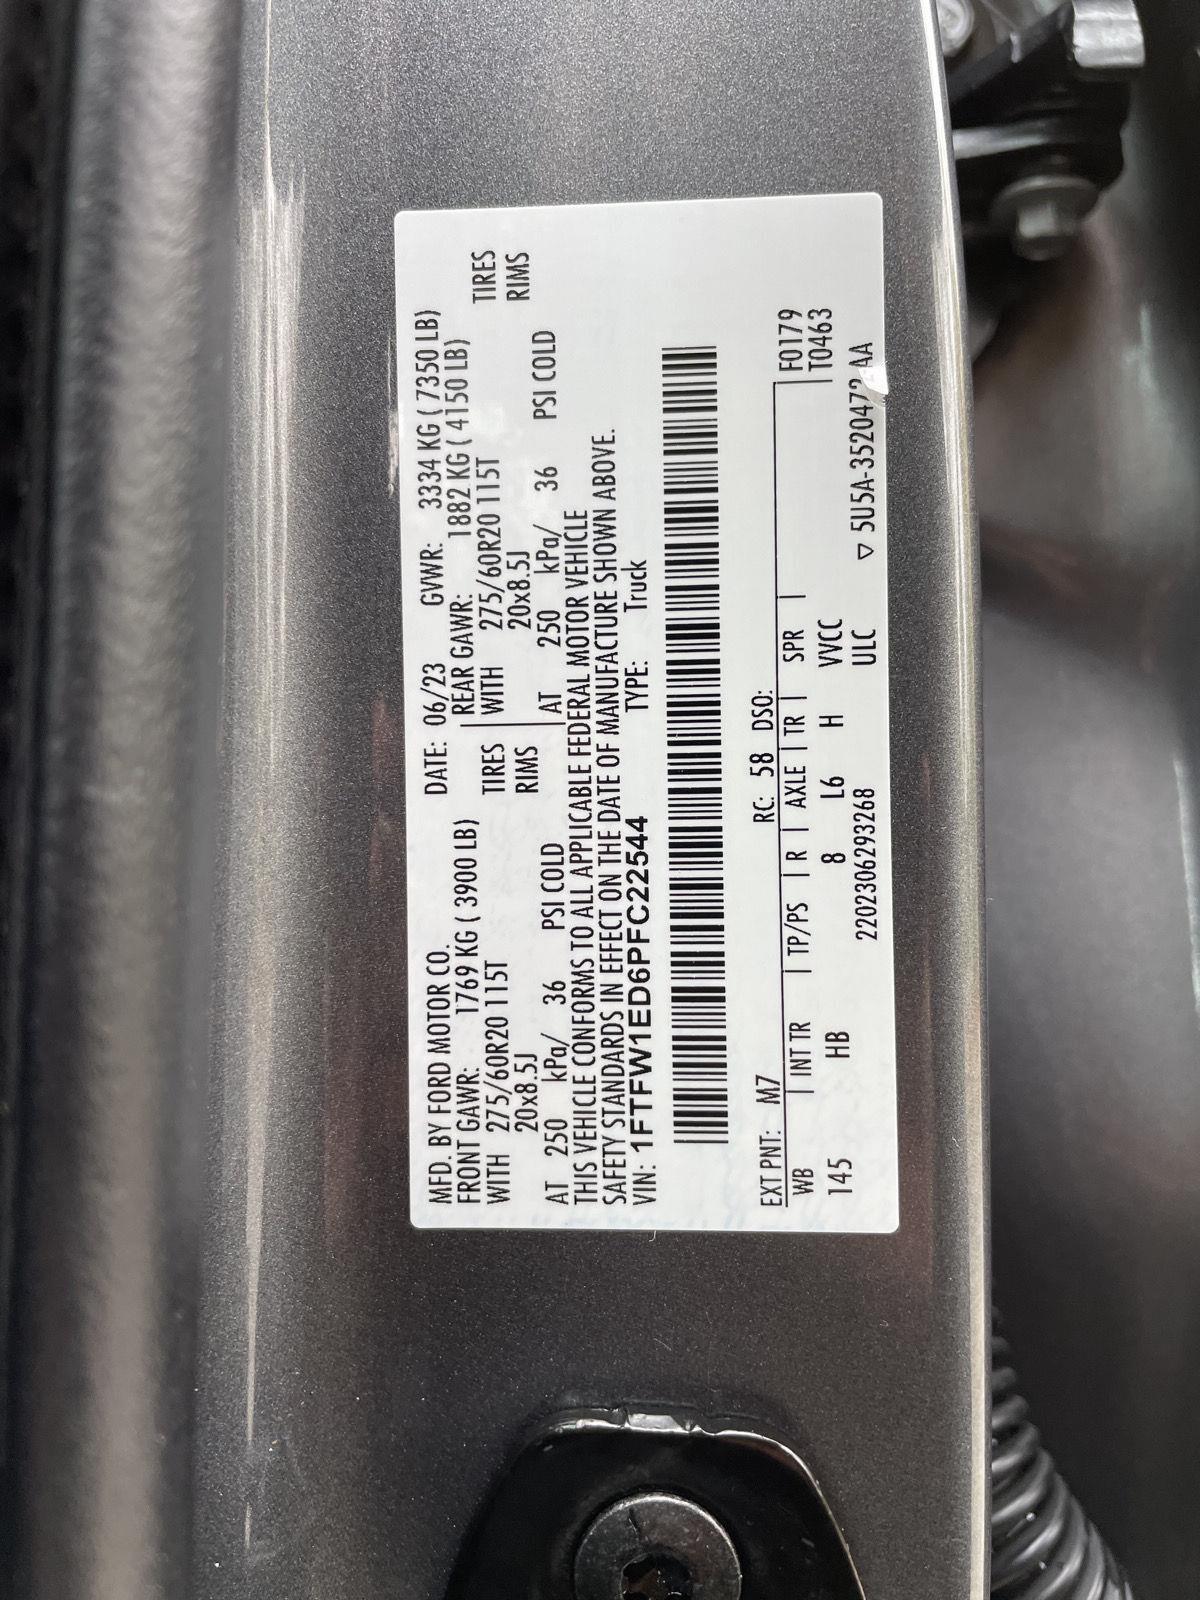 MFD. BY FORD MOTOR CO. DATE: 06/23 GVWR: 3334 KG ( 7350 LB)
FRONT GAWR: 1769 KG ( 3900 LB) REAR GAWR: 1882 KG ( 4150 LB)
WITH 275/60R20 115T TIRES WITH 275/60R20 115T TIRES
20x8.5J RIMS 20x8.5J RIMS
AT 250 kPa/ 36 PSI COLD AT 250 kPa/ 36 PSI COLD
THIS VEHICLE CONFORMS TO ALL APPLICABLE FEDERAL MOTOR VEHICLE
SAFETY STANDARDS IN EFFECT ON THE DATE OF MANUFACTURE SHOWN ABOVE.
VIN: 1FTFW1ED6PFC22544 TYPE: Truck
EXT PNT: M7 RC: 58 DSO: F0179
WB | INT TR | TP/PS | R | AXLE | TR | SPR | T0463
145 HB 8 L6 H VVCC
2202306293268 ULC
▽ 5U5A-3520472-AA